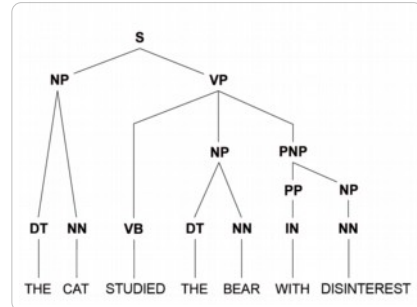 S
NP VP
NP PNP
PP NP
DT NN VB DT NN IN NN
THE CAT STUDIED THE BEAR WITH DISINTEREST